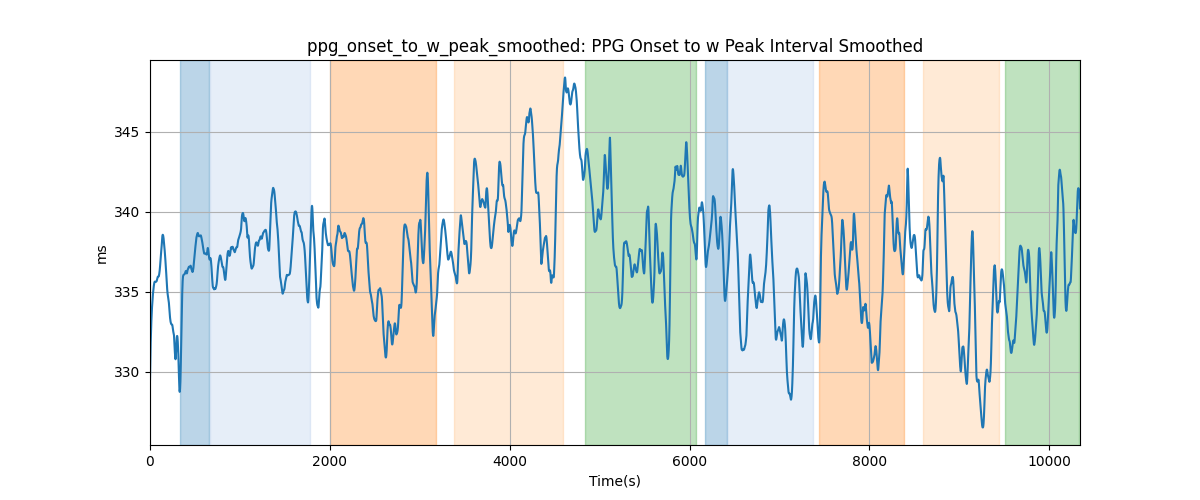 ppg_onset_to_w_peak_smoothed: PPG Onset to w Peak Interval Smoothed
345
340
335
330
ms
0 2000 4000 6000 8000 10000
Time(s)